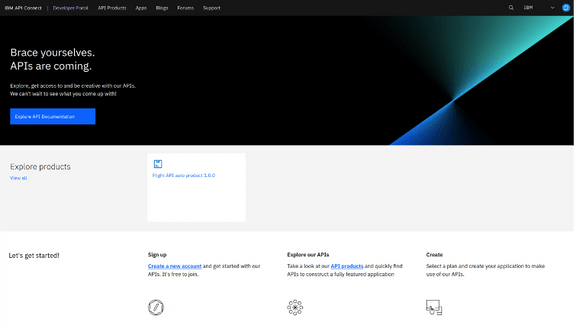 IBM API Connect | Developer Portal API Products Apps Blogs Forums Support IBM
Brace yourselves.
APIs are coming.
Explore, get access to and be creative with our APIs.
We can't wait to see what you come up with!
Explore API Documentation
Explore products
View all
Flight API auto product 1.0.0
Let's get started!
Sign up
Create a new account and get started with our
APIs. It's free to join.
Explore our APIs
Take a look at our API products and quickly find
APIs to construct a fully featured application
Create
Select a plan and create your application to make
use of our APIs.